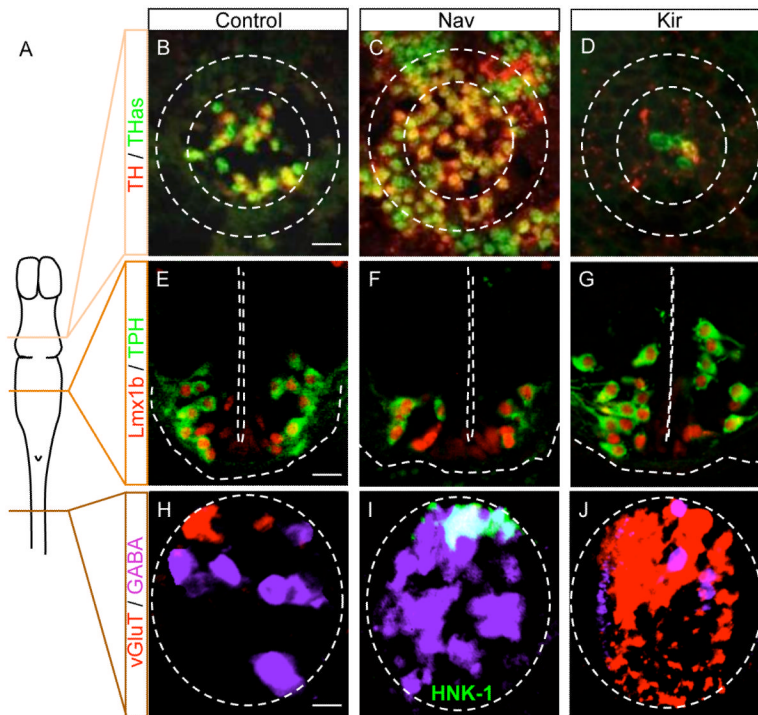 Control
Nav
Kir
A
B
C
D
TH / THas
E
F
G
Lmx1b / TPH
H
I
J
vGluT / GABA
HNK-1